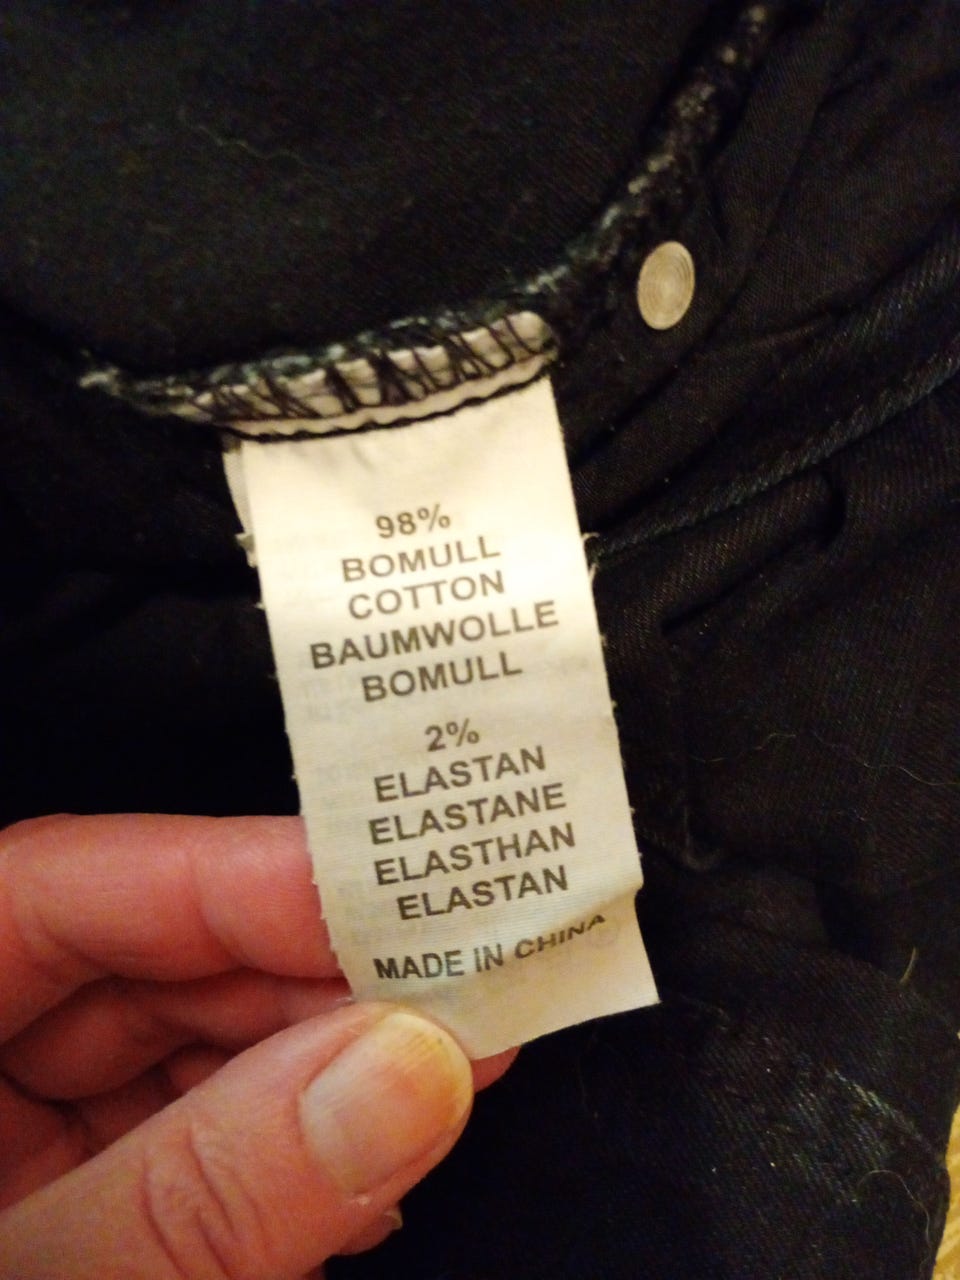 98%
BOMULL
COTTON
BAUMWOLLE
BOMULL
2%
ELASTAN
ELASTANE
ELASTHAN
ELASTAN
MADE IN CHINA